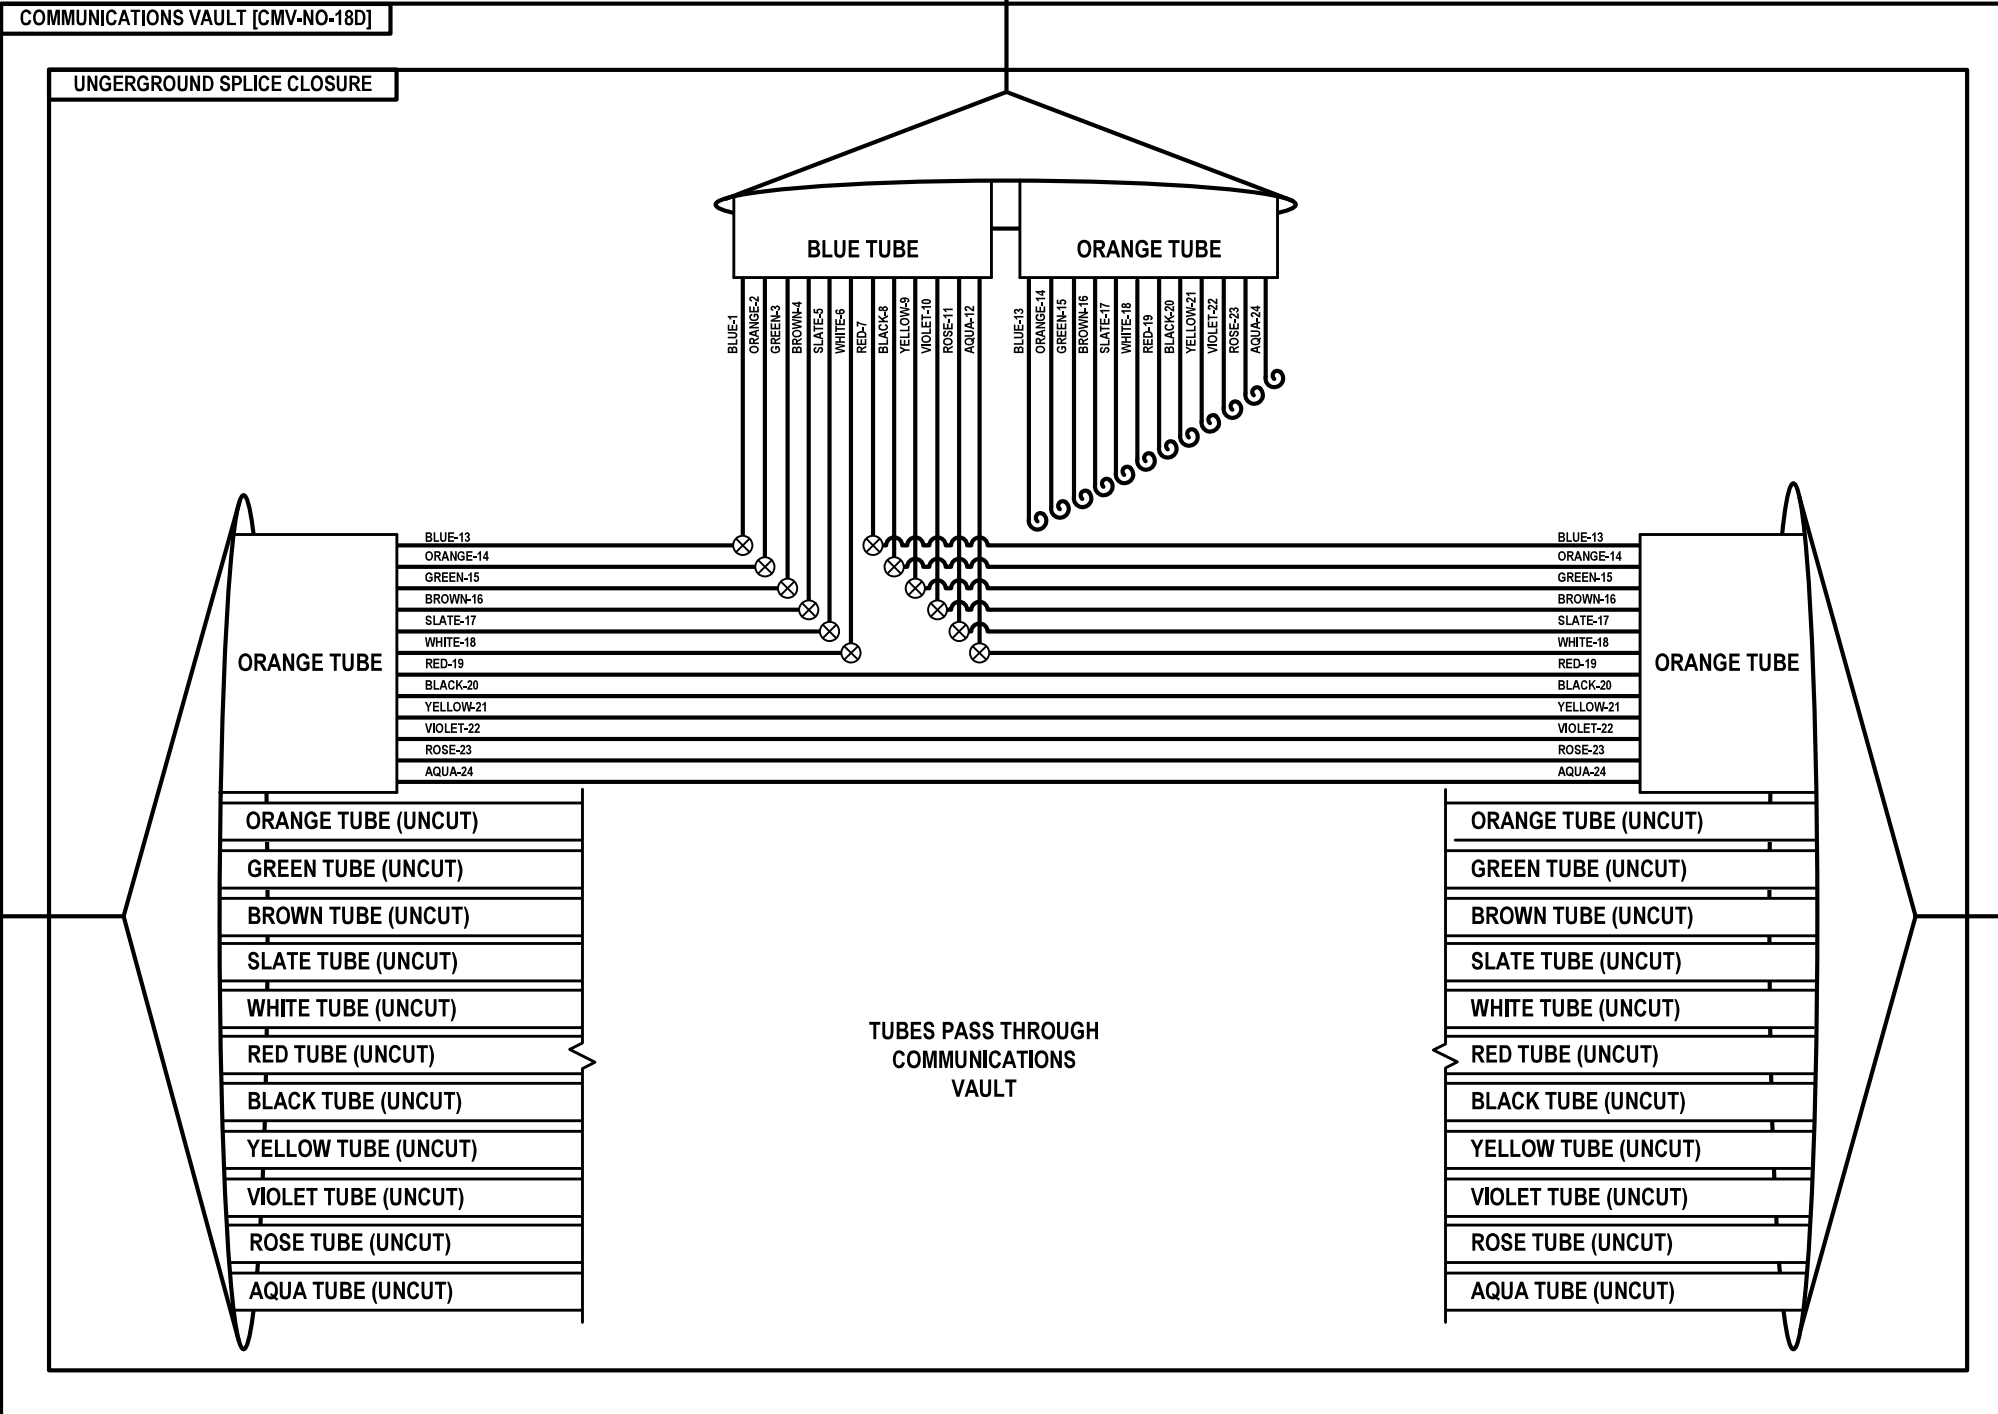 COMMUNICATIONS VAULT [CMV-NO-18D]
UNGERGROUND SPLICE CLOSURE
BLUE TUBE
ORANGE TUBE
BLUE-1
ORANGE-2
GREEN-3
BROWN-4
SLATE-5
WHITE-6
RED-7
BLACK-8
YELLOW-9
VIOLET-10
ROSE-11
AQUA-12
BLUE-13
ORANGE-14
GREEN-15
BROWN-16
SLATE-17
WHITE-18
RED-19
BLACK-20
YELLOW-21
VIOLET-22
ROSE-23
AQUA-24
ORANGE TUBE
BLUE-13
ORANGE-14
GREEN-15
BROWN-16
SLATE-17
WHITE-18
RED-19
BLACK-20
YELLOW-21
VIOLET-22
ROSE-23
AQUA-24
BLUE-13
ORANGE-14
GREEN-15
BROWN-16
SLATE-17
WHITE-18
RED-19
BLACK-20
YELLOW-21
VIOLET-22
ROSE-23
AQUA-24
ORANGE TUBE
ORANGE TUBE (UNCUT)
GREEN TUBE (UNCUT)
BROWN TUBE (UNCUT)
SLATE TUBE (UNCUT)
WHITE TUBE (UNCUT)
RED TUBE (UNCUT)
BLACK TUBE (UNCUT)
YELLOW TUBE (UNCUT)
VIOLET TUBE (UNCUT)
ROSE TUBE (UNCUT)
AQUA TUBE (UNCUT)
TUBES PASS THROUGH
COMMUNICATIONS
VAULT
ORANGE TUBE (UNCUT)
GREEN TUBE (UNCUT)
BROWN TUBE (UNCUT)
SLATE TUBE (UNCUT)
WHITE TUBE (UNCUT)
RED TUBE (UNCUT)
BLACK TUBE (UNCUT)
YELLOW TUBE (UNCUT)
VIOLET TUBE (UNCUT)
ROSE TUBE (UNCUT)
AQUA TUBE (UNCUT)